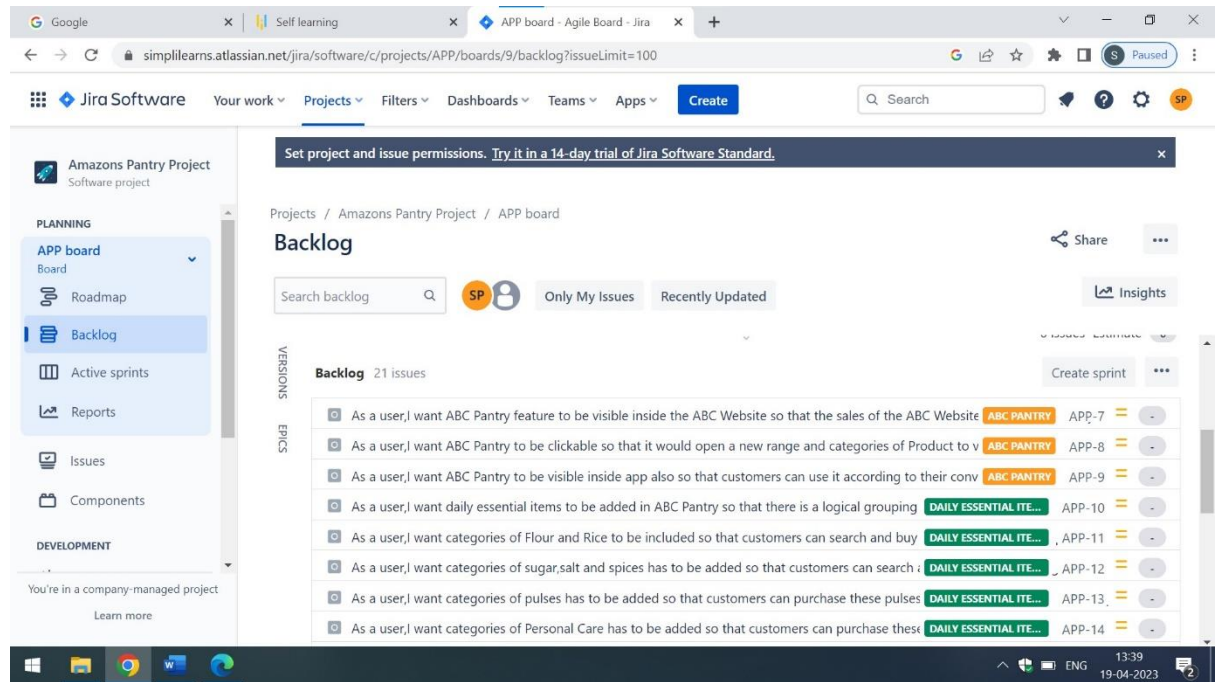 Google
Self learning
APP board - Agile Board - Jira
simplilearns.atlassian.net/jira/software/c/projects/APP/boards/9/backlog?issueLimit=100
S Paused
Jira Software Your work Projects Filters Dashboards Teams Apps Create Search SP
Set project and issue permissions. Try it in a 14-day trial of Jira Software Standard.
Amazons Pantry Project
Software project
PLANNING
APP board
Board
Roadmap
Backlog
Active sprints
Reports
Issues
Components
DEVELOPMENT
You're in a company-managed project
Learn more
Projects / Amazons Pantry Project / APP board
Backlog
Share
Search backlog SP Only My Issues Recently Updated Insights
VERSIONS
EPICS
Backlog 21 issues Create sprint
As a user,I want ABC Pantry feature to be visible inside the ABC Website so that the sales of the ABC Website ABC PANTRY APP-7 -
As a user,I want ABC Pantry to be clickable so that it would open a new range and categories of Product to v ABC PANTRY APP-8 -
As a user,I want ABC Pantry to be visible inside app also so that customers can use it according to their conv ABC PANTRY APP-9 -
As a user,I want daily essential items to be added in ABC Pantry so that there is a logical grouping DAILY ESSENTIAL ITE... APP-10 -
As a user,I want categories of Flour and Rice to be included so that customers can search and buy DAILY ESSENTIAL ITE... APP-11 -
As a user,I want categories of sugar,salt and spices has to be added so that customers can search DAILY ESSENTIAL ITE... APP-12 -
As a user,I want categories of pulses has to be added so that customers can purchase these pulses DAILY ESSENTIAL ITE... APP-13 -
As a user,I want categories of Personal Care has to be added so that customers can purchase these DAILY ESSENTIAL ITE... APP-14 -
ENG
13:39
19-04-2023
2